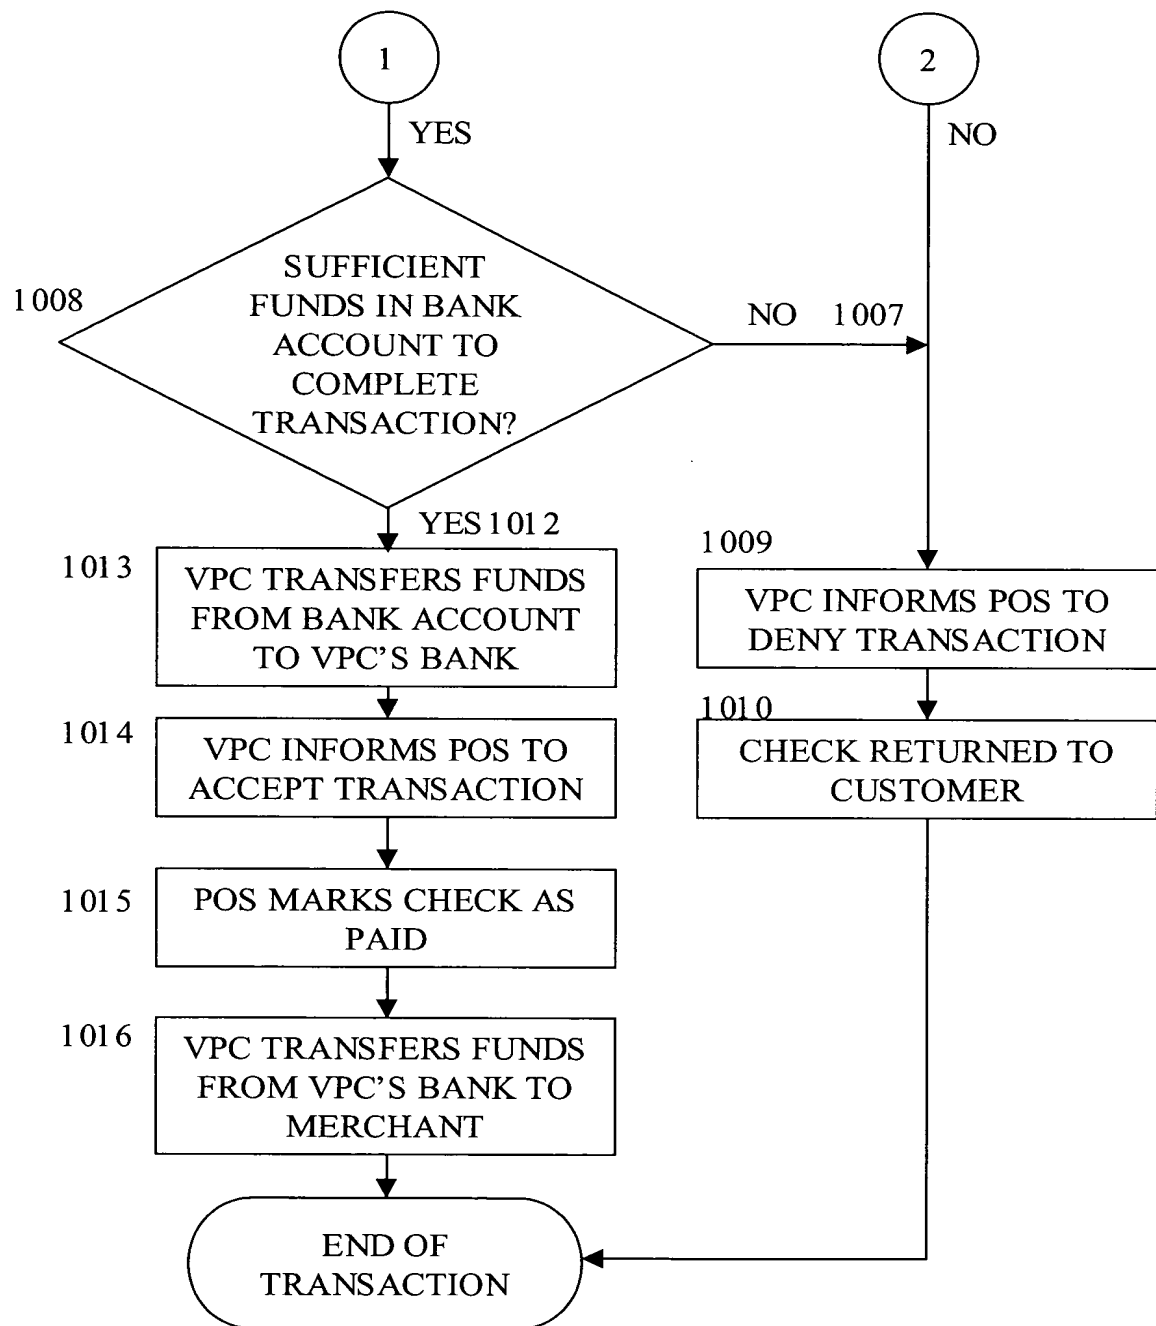 1
2
YES
NO
1008
SUFFICIENT
FUNDS IN BANK
ACCOUNT TO
COMPLETE
TRANSACTION?
NO 1007
YES 1012
1013
VPC TRANSFERS FUNDS
FROM BANK ACCOUNT
TO VPC'S BANK
1009
VPC INFORMS POS TO
DENY TRANSACTION
1014
VPC INFORMS POS TO
ACCEPT TRANSACTION
1010
CHECK RETURNED TO
CUSTOMER
1015
POS MARKS CHECK AS
PAID
1016
VPC TRANSFERS FUNDS
FROM VPC'S BANK TO
MERCHANT
END OF
TRANSACTION